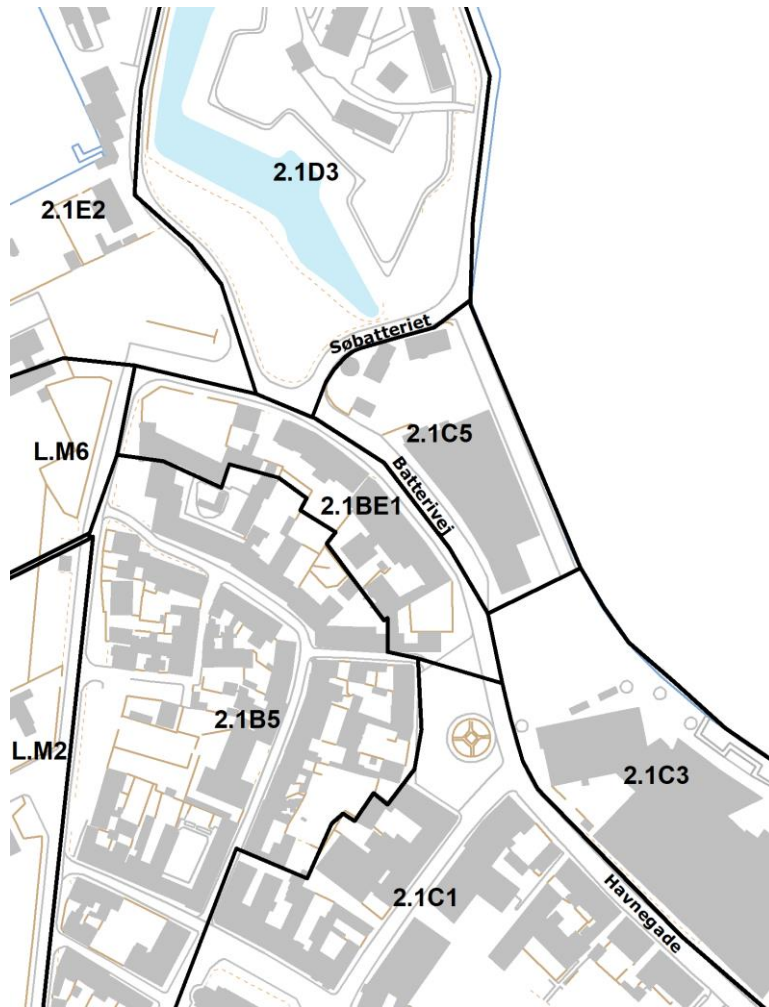 2.1D3
2.1E2
Søbatteriet
2.1C5
L.M6
Batterivej
2.1BE1
2.1B5
L.M2
2.1C3
2.1C1
Havnegade